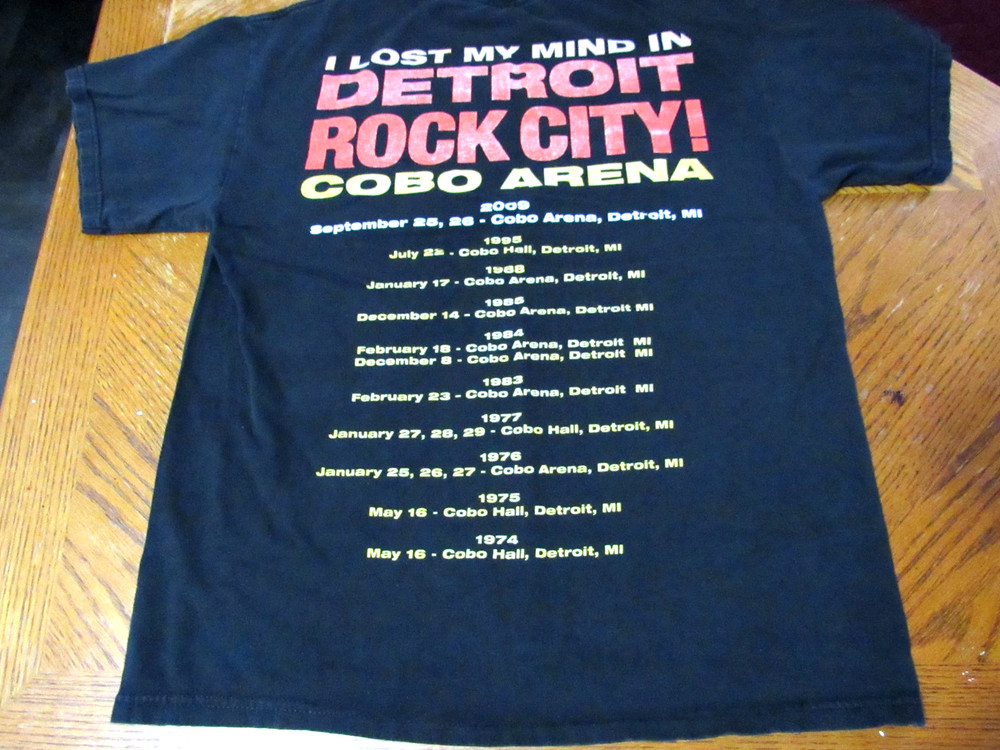 I LOST MY MIND IN
DETROIT
ROCK CITY!
COBO ARENA
2009
September 25, 26 - Cobo Arena, Detroit, MI
1995
July - Cobo Hall, Detroit, MI
1988
January 17 - Cobo Arena, Detroit, MI
1985
December 14 - Cobo Arena, Detroit MI
1984
February 18 - Cobo Arena, Detroit MI
December 8 - Cobo Arena, Detroit MI
1983
February 23 - Cobo Arena, Detroit MI
1977
January 27, 28, 29 - Cobo Hall, Detroit, MI
1976
January 25, 26, 27 - Cobo Arena, Detroit, MI
1975
May 16 - Cobo Hall, Detroit, MI
1974
May 16 - Cobo Hall, Detroit, MI